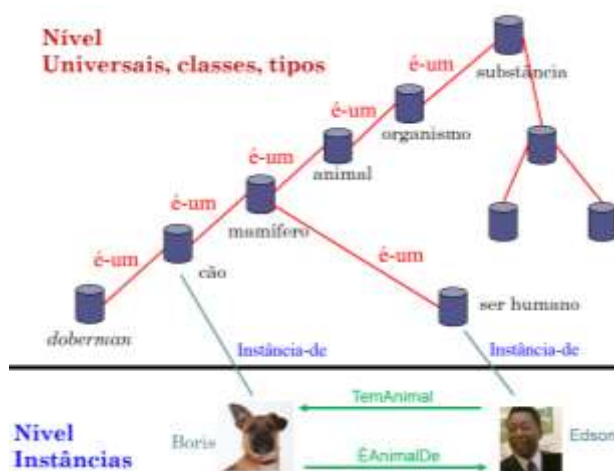 Nível
Universais, classes, tipos
substância
é-um
organismo
é-um
animal
é-um
mamífero
é-um
cão
é-um
é-um
doberman
ser humano
Instância-de
Instância-de
TemAnimal
Nível
Instâncias
Boris
Edson
ÉAnimalDe